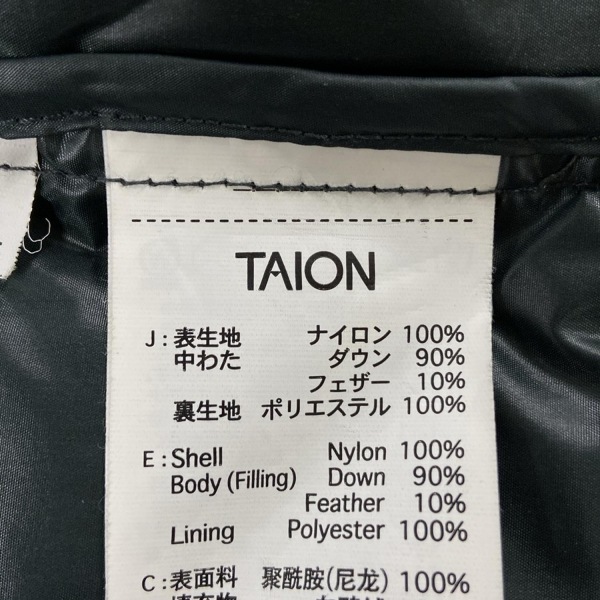 TAION
J : 表生地 ナイロン 100%
中わた ダウン 90%
フェザー 10%
裏生地 ポリエステル 100%
E : Shell Nylon 100%
Body (Filling) Down 90%
Feather 10%
Lining Polyester 100%
C : 表面料 聚酰胺(尼龙) 100%